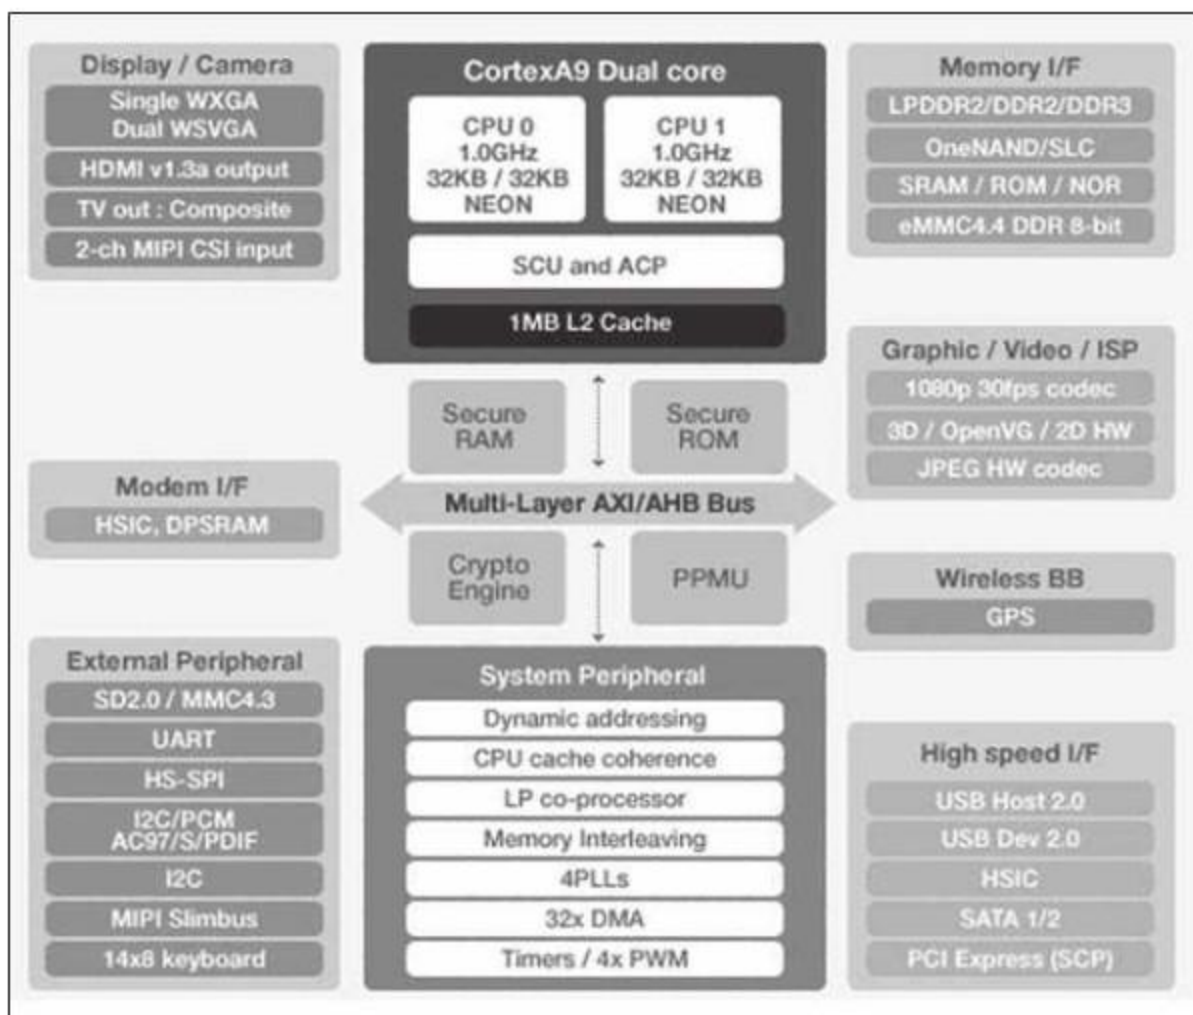 Display / Camera
Single WXGA
Dual WSVGA
HDMI v1.3a output
TV out : Composite
2-ch MIPI CSI input
CortexA9 Dual core
CPU 0
1.0GHz
32KB / 32KB
NEON
CPU 1
1.0GHz
32KB / 32KB
NEON
SCU and ACP
1MB L2 Cache
Memory I/F
LPDDR2/DDR2/DDR3
OneNAND/SLC
SRAM / ROM / NOR
eMMC4.4 DDR 8-bit
Graphic / Video / ISP
1080p 30fps codec
3D / OpenVG / 2D HW
JPEG HW codec
Secure
RAM
Secure
ROM
Modem I/F
HSIC, DPSRAM
Multi-Layer AXI/AHB Bus
Crypto
Engine
PPMU
Wireless BB
GPS
External Peripheral
SD2.0 / MMC4.3
UART
HS-SPI
I2C/PCM
AC97/S/PDIF
I2C
MIPI Slimbus
14x8 keyboard
System Peripheral
Dynamic addressing
CPU cache coherence
LP co-processor
Memory Interleaving
4PLLs
32x DMA
Timers / 4x PWM
High speed I/F
USB Host 2.0
USB Dev 2.0
HSIC
SATA 1/2
PCI Express (SCP)